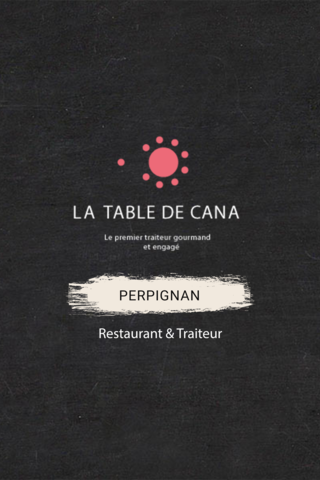 LA TABLE DE CANA
Le premier traiteur gourmand
et engagé
PERPIGNAN
Restaurant & Traiteur